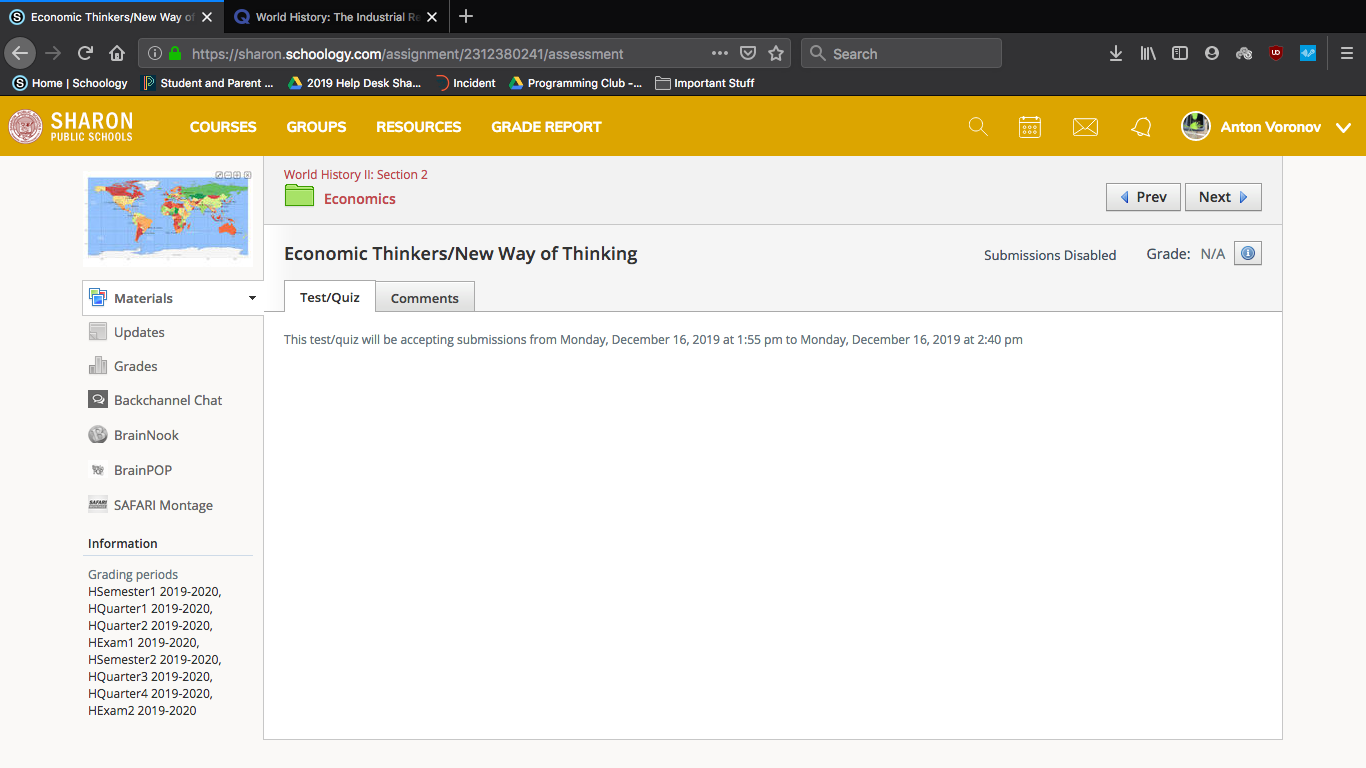 Economic Thinkers/New Way of
World History: The Industrial Re
https://sharon.schoology.com/assignment/2312380241/assessment
Search
Home | Schoology
Student and Parent ...
2019 Help Desk Sha...
Incident
Programming Club -...
Important Stuff
SHARON
PUBLIC SCHOOLS
COURSES
GROUPS
RESOURCES
GRADE REPORT
Anton Voronov
World History II: Section 2
Economics
Prev
Next
Economic Thinkers/New Way of Thinking
Submissions Disabled
Grade: N/A
Test/Quiz
Comments
This test/quiz will be accepting submissions from Monday, December 16, 2019 at 1:55 pm to Monday, December 16, 2019 at 2:40 pm
Materials
Updates
Grades
Backchannel Chat
BrainNook
BrainPOP
SAFARI Montage
Information
Grading periods
HSemester1 2019-2020,
HQuarter1 2019-2020,
HQuarter2 2019-2020,
HExam1 2019-2020,
HSemester2 2019-2020,
HQuarter3 2019-2020,
HQuarter4 2019-2020,
HExam2 2019-2020